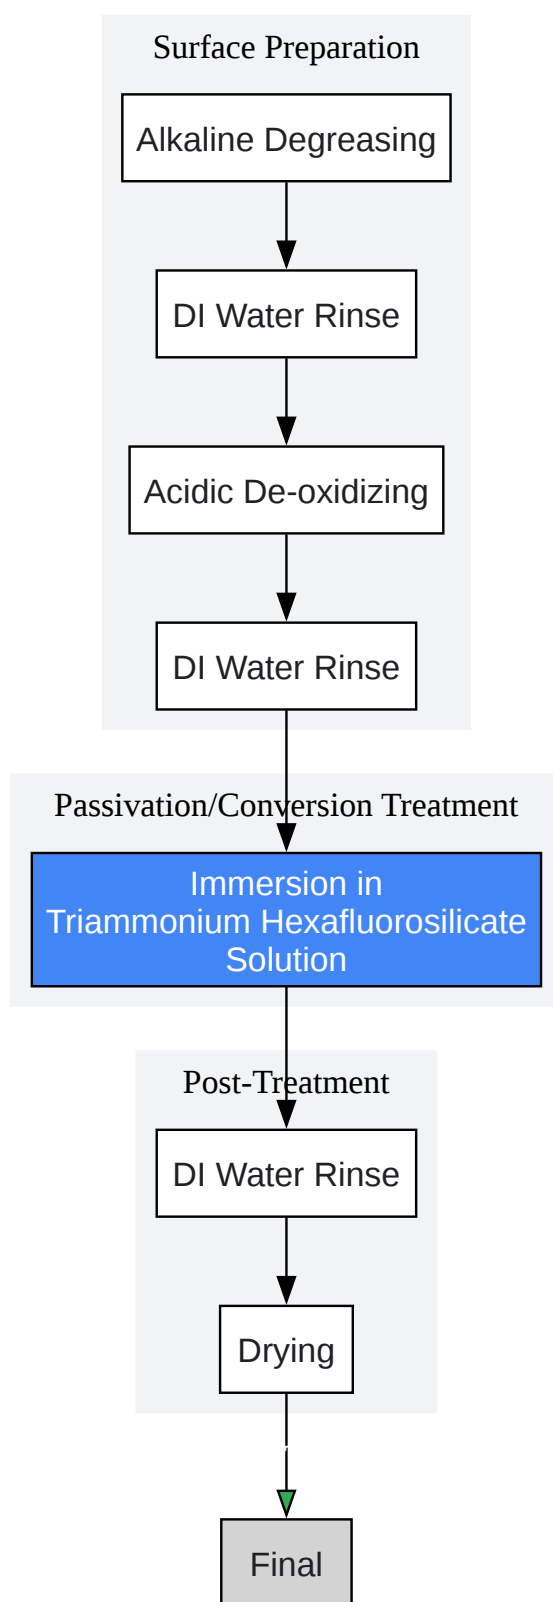 Surface Preparation
Alkaline Degreasing
DI Water Rinse
Acidic De-oxidizing
DI Water Rinse
Passivation/Conversion Treatment
Immersion in
Triammonium Hexafluorosilicate
Solution
Post-Treatment
DI Water Rinse
Drying
Final